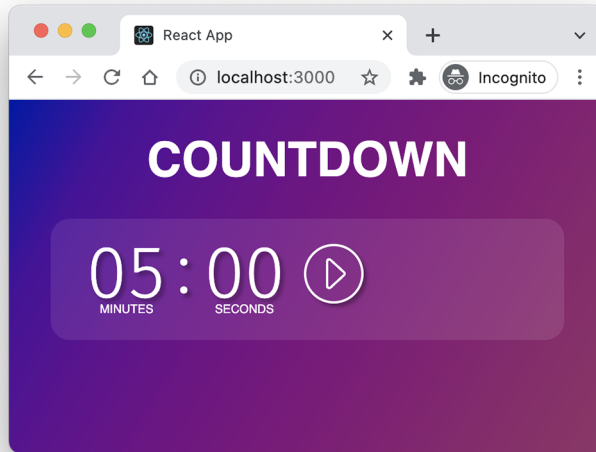 React App
localhost:3000
Incognito
COUNTDOWN
05 : 00
MINUTES SECONDS